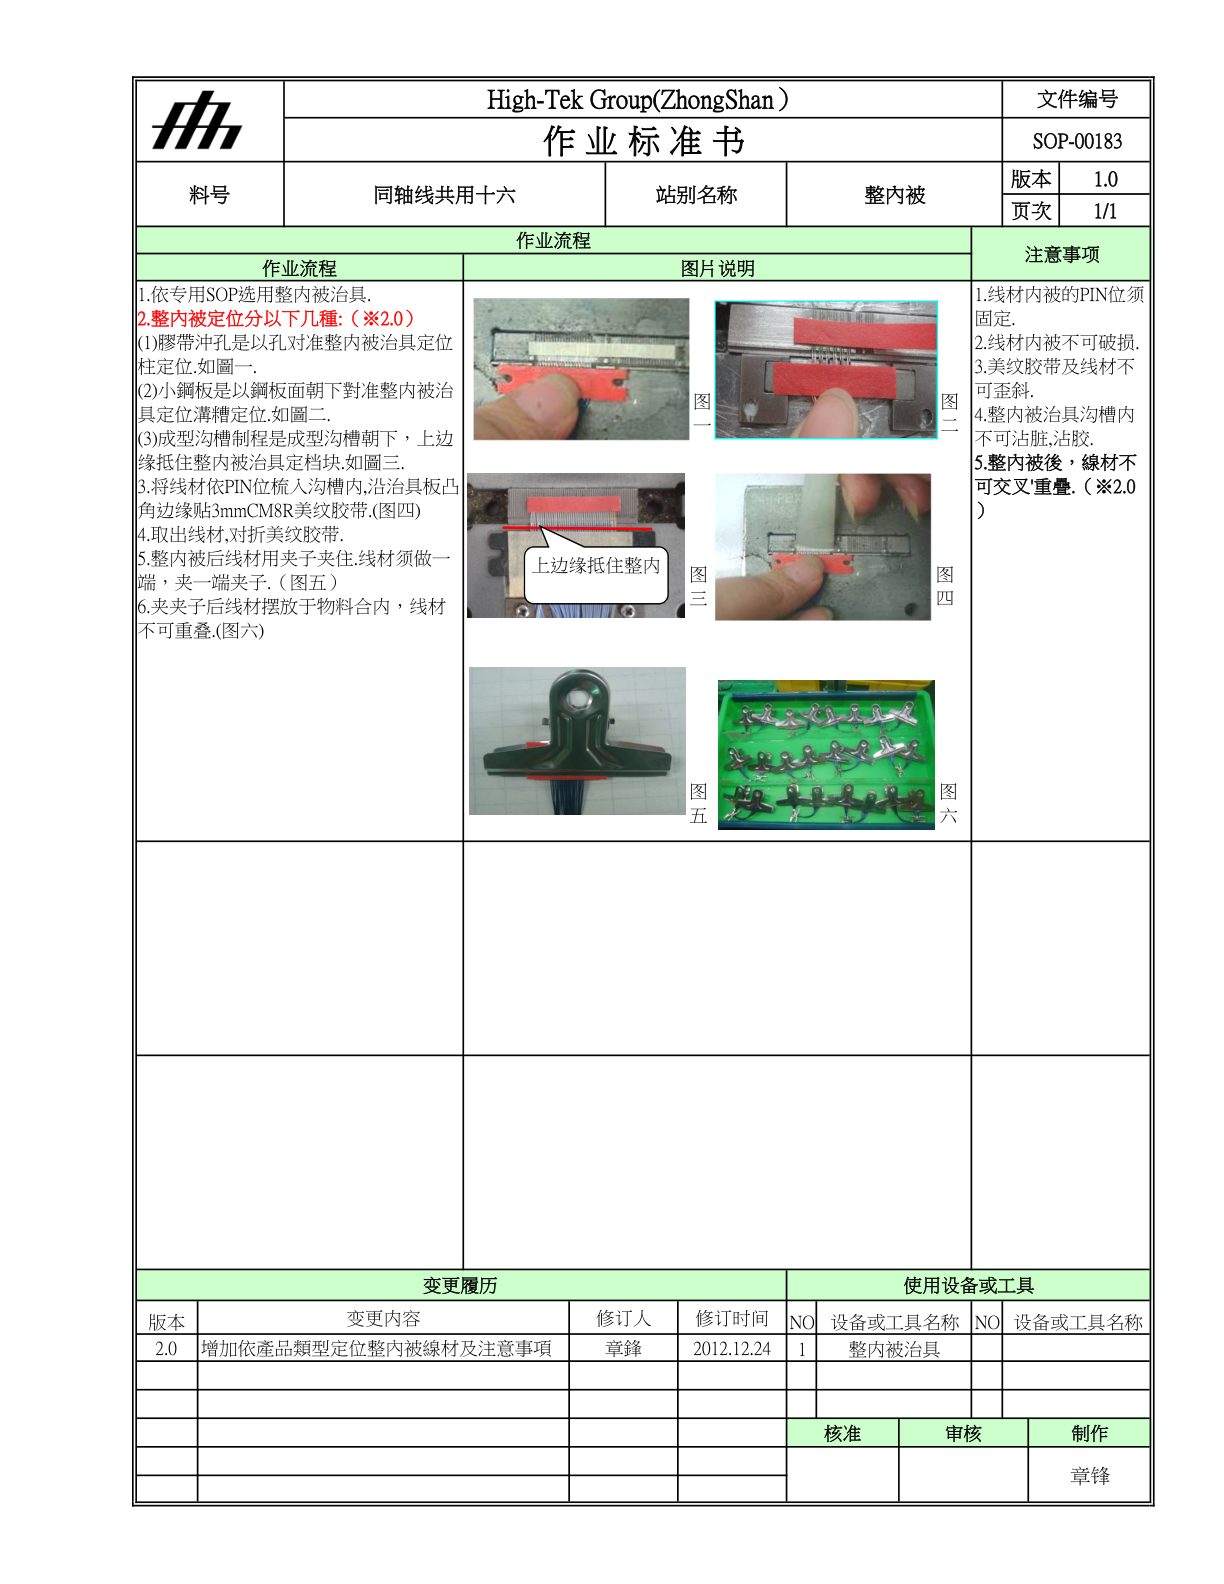 High-Tek Group(ZhongShan）
文件编号
作业标准书
SOP-00183
料号
同轴线共用十六
站别名称
整内被
版本
1.0
页次
1/1
作业流程
注意事项
作业流程
图片说明
1.依专用SOP选用整内被治具.
2.整内被定位分以下几種:（※2.0）
(1)膠帶沖孔是以孔对准整内被治具定位
柱定位.如圖一.
(2)小鋼板是以鋼板面朝下對准整内被治
具定位溝糟定位.如圖二.
(3)成型沟槽制程是成型沟槽朝下，上边
缘抵住整内被治具定档块.如圖三.
3.将线材依PIN位梳入沟槽内,沿治具板凸
角边缘贴3mmCM8R美纹胶带.(图四)
4.取出线材,对折美纹胶带.
5.整内被后线材用夹子夹住.线材须做一
端，夹一端夹子.（图五）
6.夹夹子后线材摆放于物料合内，线材
不可重叠.(图六)
图一
图二
上边缘抵住整内
图三
图四
图五
图六
1.线材内被的PIN位须
固定.
2.线材内被不可破损.
3.美纹胶带及线材不
可歪斜.
4.整内被治具沟槽内
不可沾脏,沾胶.
5.整内被後，線材不
可交叉'重疊.（※2.0
）
变更履历
使用设备或工具
版本
变更内容
修订人
修订时间
NO
设备或工具名称
NO
设备或工具名称
2.0
增加依產品類型定位整内被線材及注意事項
章鋒
2012.12.24
1
整内被治具
核准
审核
制作
章锋